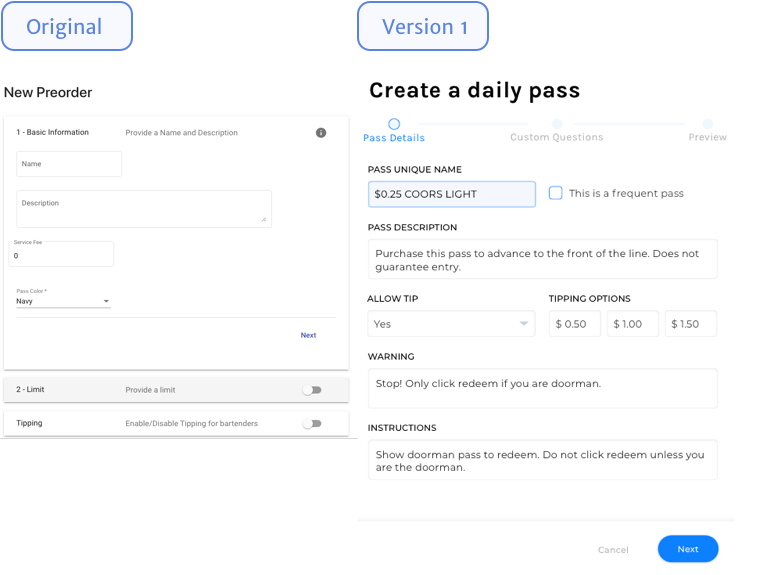 Original
New Preorder
1 - Basic Information Provide a Name and Description
Name
Description
Service Fee
0
Pass Color *
Navy
Next
2 - Limit Provide a limit
Tipping Enable/Disable Tipping for bartenders
Version 1
Create a daily pass
Pass Details Custom Questions Preview
PASS UNIQUE NAME
$0.25 COORS LIGHT This is a frequent pass
PASS DESCRIPTION
Purchase this pass to advance to the front of the line. Does not
guarantee entry.
ALLOW TIP TIPPING OPTIONS
Yes $ 0.50 $ 1.00 $ 1.50
WARNING
Stop! Only click redeem if you are doorman.
INSTRUCTIONS
Show doorman pass to redeem. Do not click redeem unless you
are the doorman.
Cancel Next